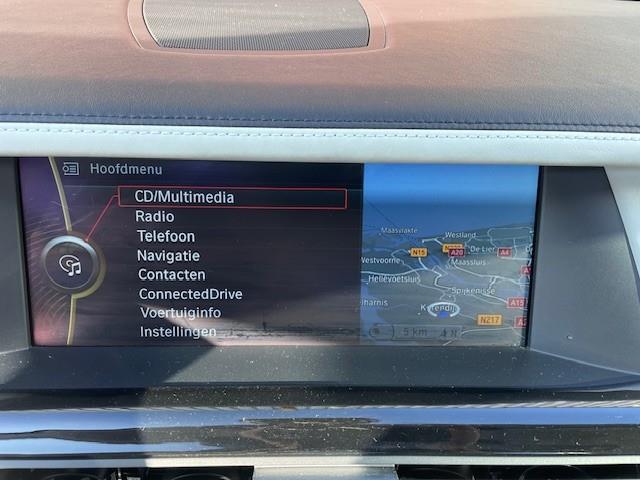 Hoofdmenu
CD/Multimedia
Radio
Telefoon
Navigatie
Contacten
ConnectedDrive
Voertuiginfo
Instellingen
Maasvlakte
Westland
N15
A20
De Lier
A4
Westvoorne
Maassluis
Hellevoetsluis
Spijkenisse
A15
N217
5 km
N